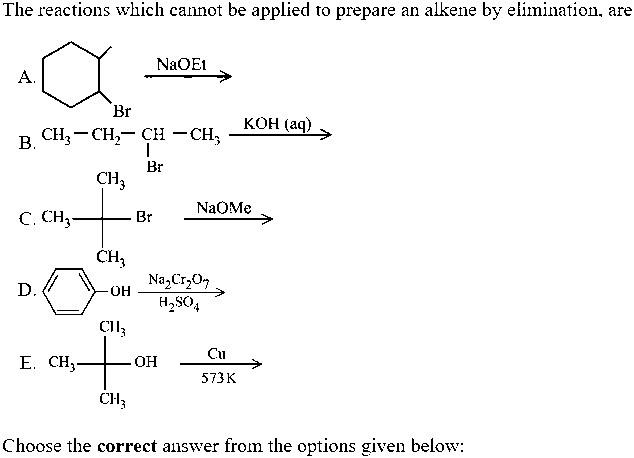 The reactions which cannot be applied to prepare an alkene by elimination, are
A. Br NaOEt
B. CH₃ – CH₂ – CH – CH₃ KOH (aq)
Br
CH₃
C. CH₃ Br NaOMe
CH₃
D. OH Na₂Cr₂O₇
H₂SO₄
CH₃
E. CH₃ OH Cu
573K
CH₃
Choose the correct answer from the options given below: